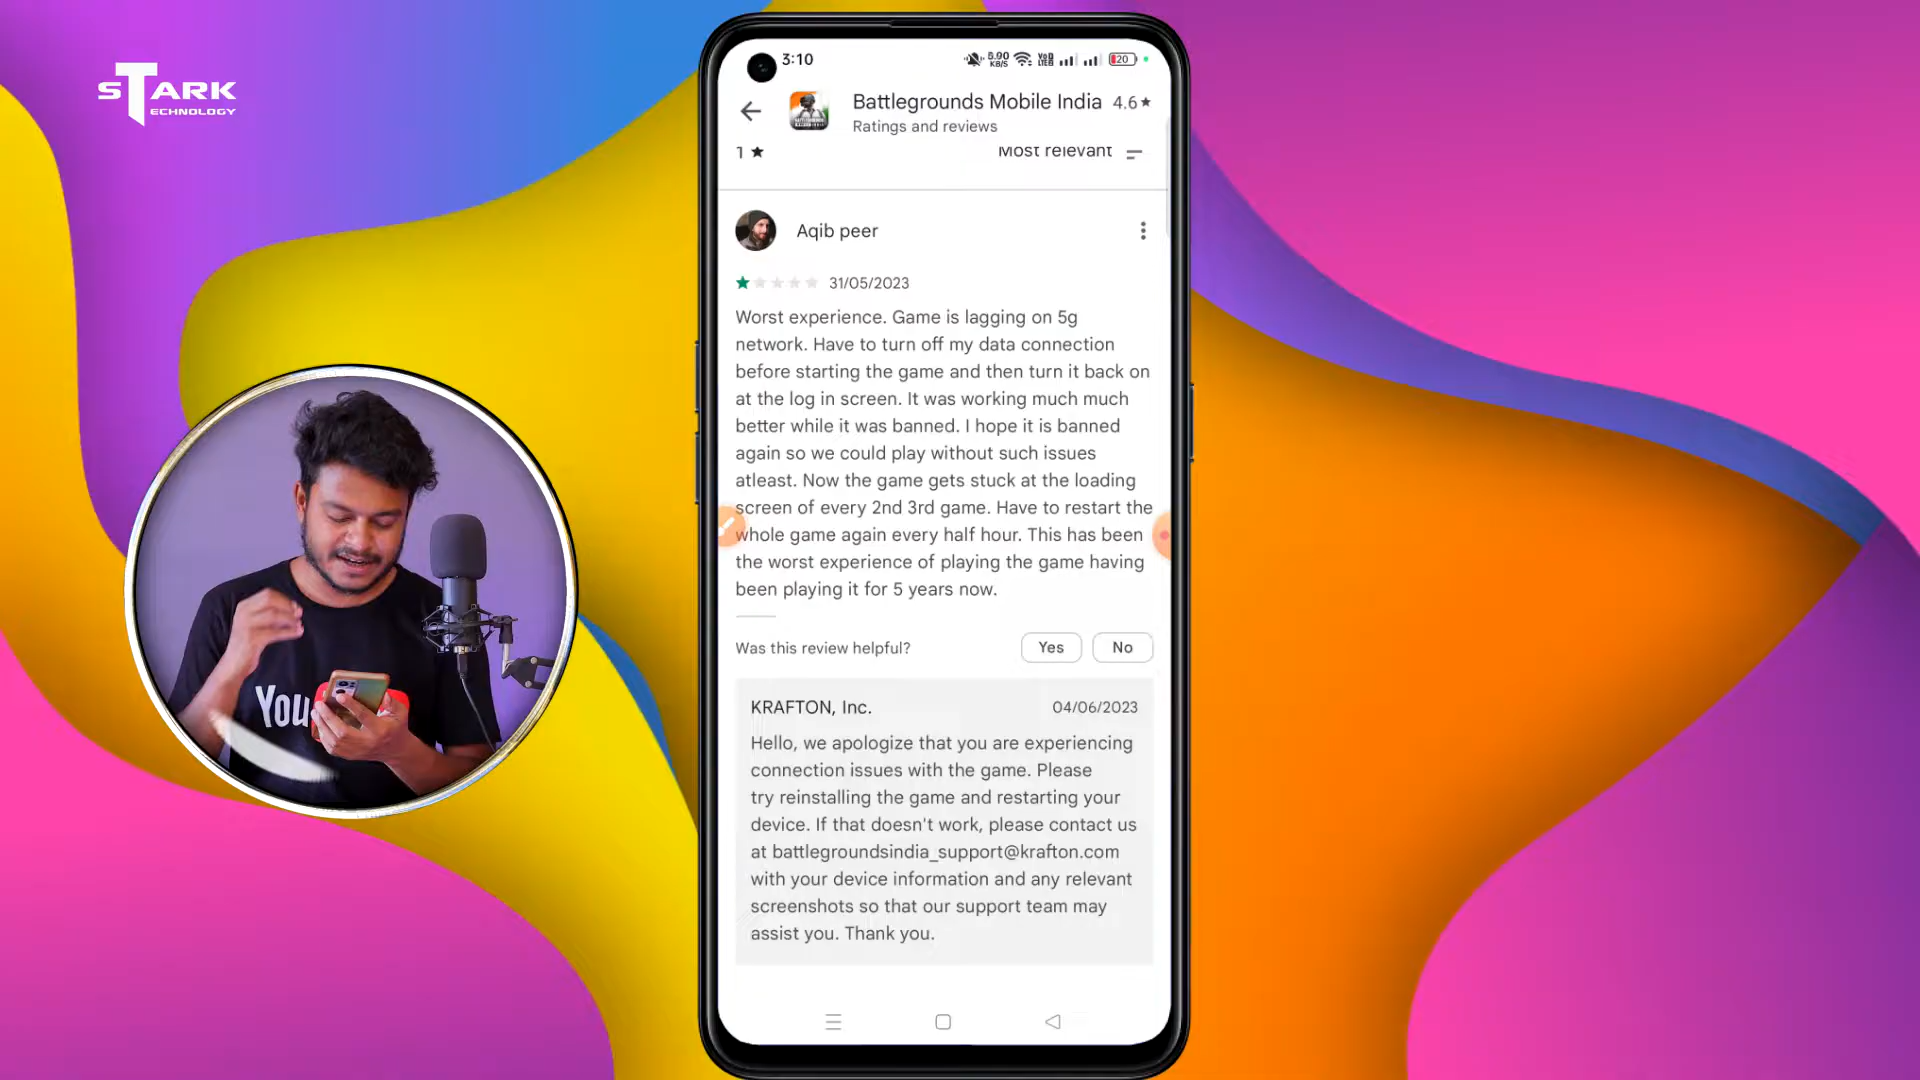 STARK
TECHNOLOGY
3:10
5.90
KB/S
20
Battlegrounds Mobile India 4.6★
Ratings and reviews
1 ★
Most relevant
Aqib peer
31/05/2023
Worst experience. Game is lagging on 5g
network. Have to turn off my data connection
before starting the game and then turn it back on
at the log in screen. It was working much much
better while it was banned. I hope it is banned
again so we could play without such issues
atleast. Now the game gets stuck at the loading
screen of every 2nd 3rd game. Have to restart the
whole game again every half hour. This has been
the worst experience of playing the game having
been playing it for 5 years now.
Was this review helpful?
Yes
No
KRAFTON, Inc.
04/06/2023
Hello, we apologize that you are experiencing
connection issues with the game. Please
try reinstalling the game and restarting your
device. If that doesn't work, please contact us
at battlegroundsindia_support@krafton.com
with your device information and any relevant
screenshots so that our support team may
assist you. Thank you.
You